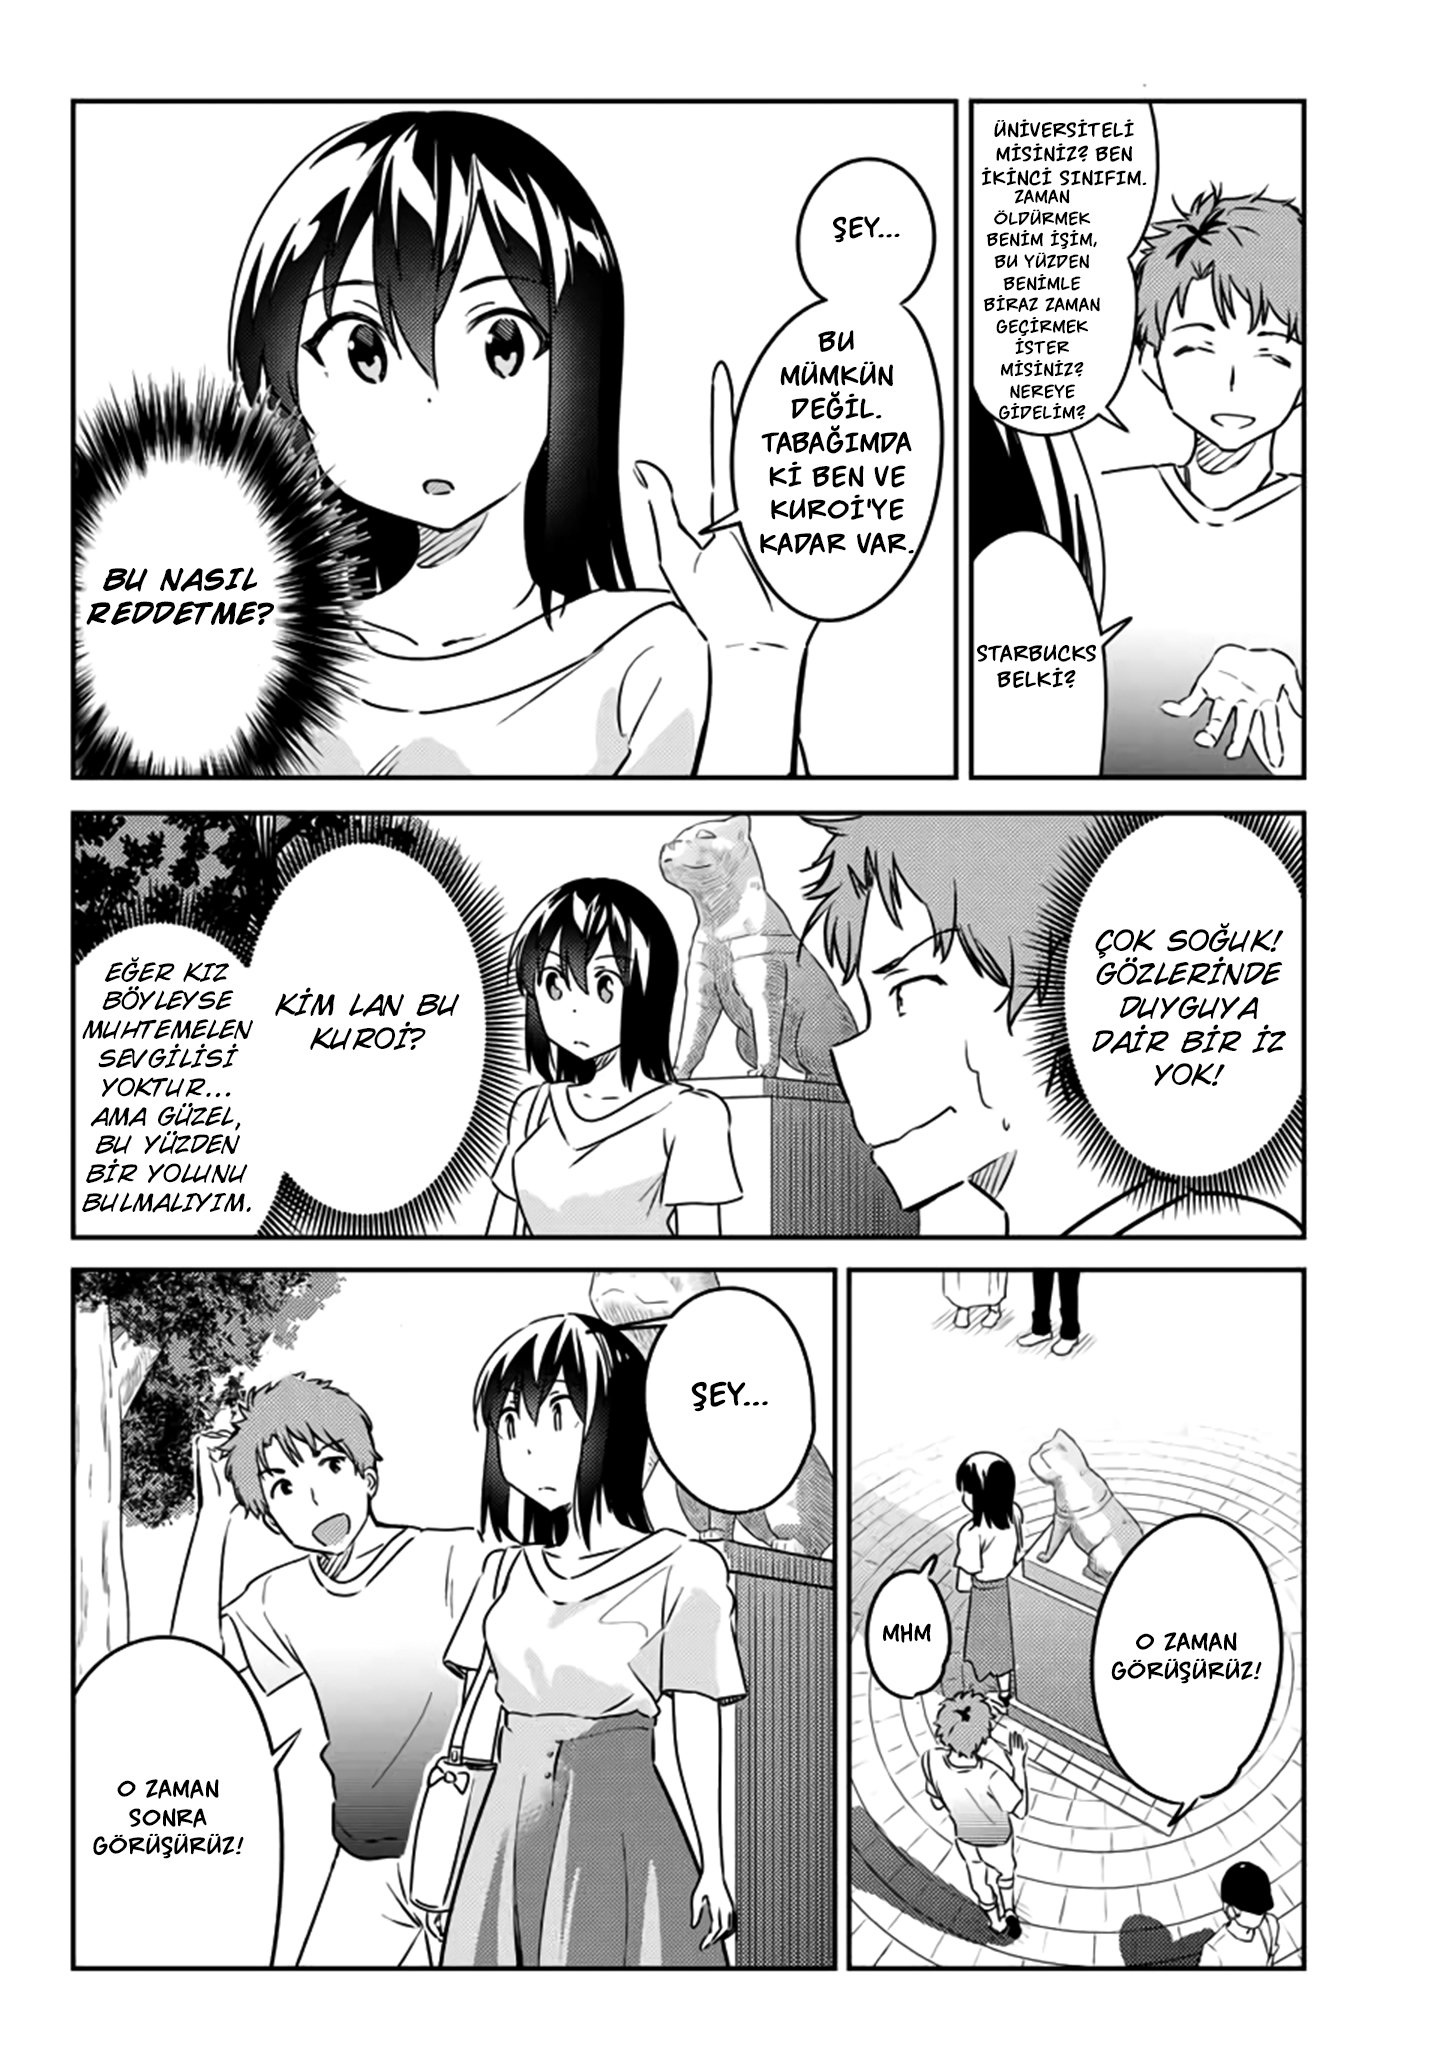 ÜNİVERSİTELİ
MİSİNİZ? BEN
İKİNCİ SINIFIM.
ZAMAN
ÖLDÜRMEK
BENİM İŞİM,
BU YÜZDEN
BENİMLE
BİRAZ ZAMAN
GEÇİRMEK
İSTER
MİSİNİZ?
NEREYE
GİDELİM?
STARBUCKS
BELKİ?
ŞEY...
BU
MÜMKÜN
DEĞİL.
TABAĞIMDA
Kİ BEN VE
KUROİ'YE
KADAR VAR.
BU NASIL
REDDETME?
ÇOK SOĞUK!
GÖZLERİNDE
DUYGUYA
DAİR BİR İZ
YOK!
KİM LAN BU
KUROİ?
EĞER KIZ
BÖYLEYSE
MUHTEMELEN
SEVGİLİSİ
YOKTUR...
AMA GÜZEL,
BU YÜZDEN
BİR YOLUNU
BULMALIYIM.
O ZAMAN
GÖRÜŞÜRÜZ!
MHM
ŞEY...
O ZAMAN
SONRA
GÖRÜŞÜRÜZ!